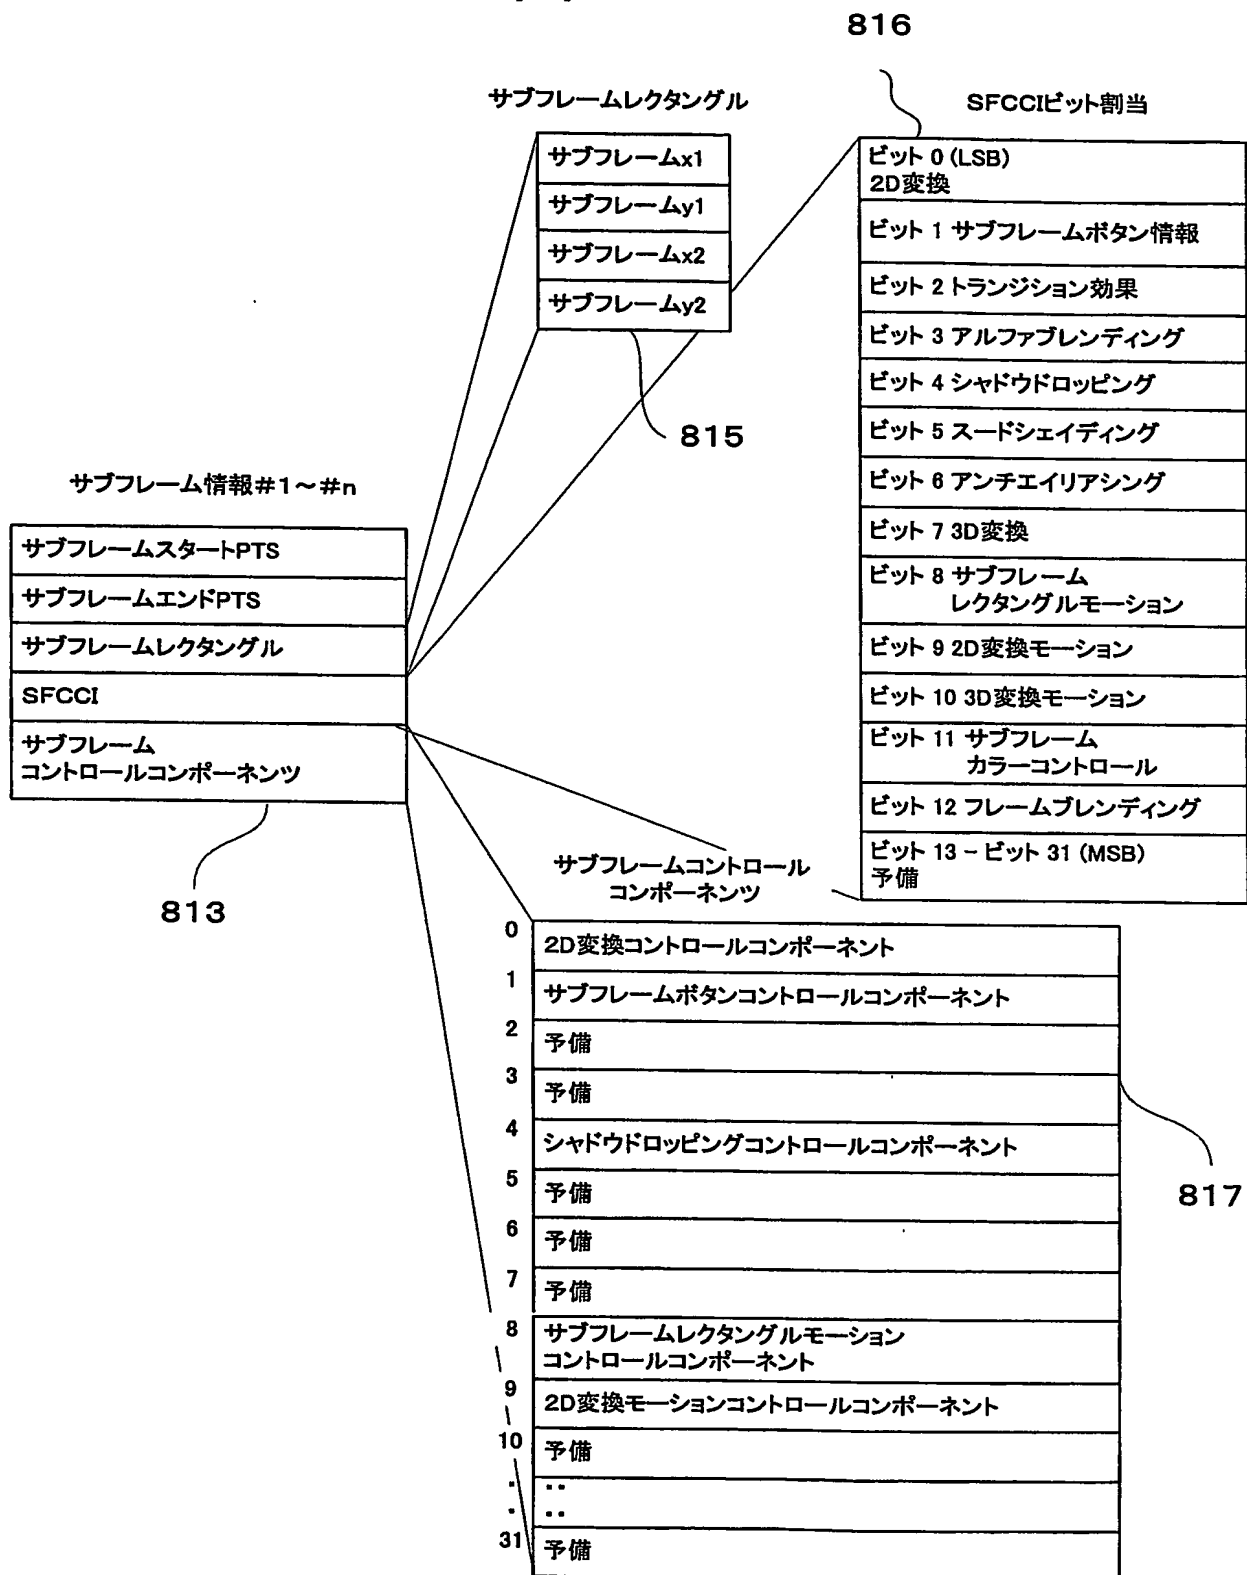 816
サブフレームレクタングル
サブフレームx1
サブフレームy1
サブフレームx2
サブフレームy2
815
SFCCIビット割当
ビット 0 (LSB)
2D変換
ビット 1 サブフレームボタン情報
ビット 2 トランジション効果
ビット 3 アルファブレンディング
ビット 4 シャドウドロッピング
ビット 5 スードシェイディング
ビット 6 アンチエイリアシング
ビット 7 3D変換
ビット 8 サブフレーム
レクタングルモーション
ビット 9 2D変換モーション
ビット 10 3D変換モーション
ビット 11 サブフレーム
カラーコントロール
ビット 12 フレームブレンディング
ビット 13 – ビット 31 (MSB)
予備
サブフレーム情報#1～#n
サブフレームスタートPTS
サブフレームエンドPTS
サブフレームレクタングル
SFCCI
サブフレーム
コントロールコンポーネンツ
813
サブフレームコントロール
コンポーネンツ
0 2D変換コントロールコンポーネント
1 サブフレームボタンコントロールコンポーネント
2 予備
3 予備
4 シャドウドロッピングコントロールコンポーネント
5 予備
6 予備
7 予備
8 サブフレームレクタングルモーション
コントロールコンポーネント
9 2D変換モーションコントロールコンポーネント
10 予備
31 予備
817